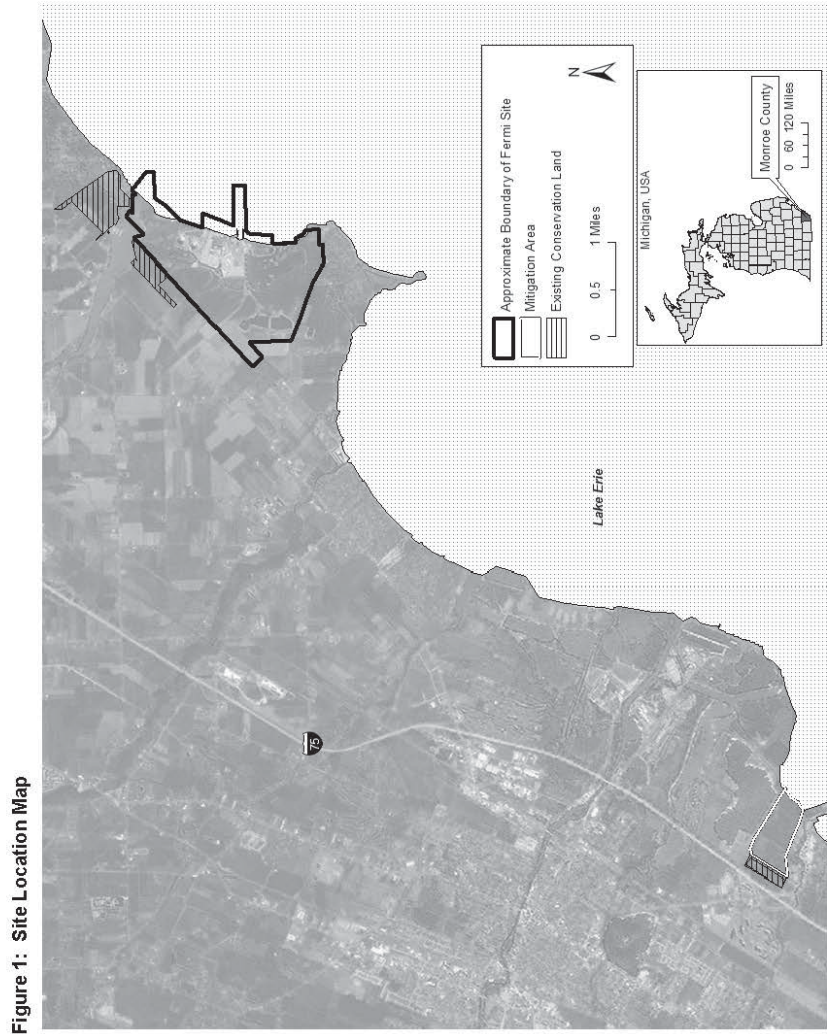 Figure 1: Site Location Map
75
Lake Erie
Approximate Boundary of Fermi Site
Mitigation Area
Existing Conservation Land
N
0 0.5 1 Miles
Michigan, USA
Monroe County
0 60 120 Miles